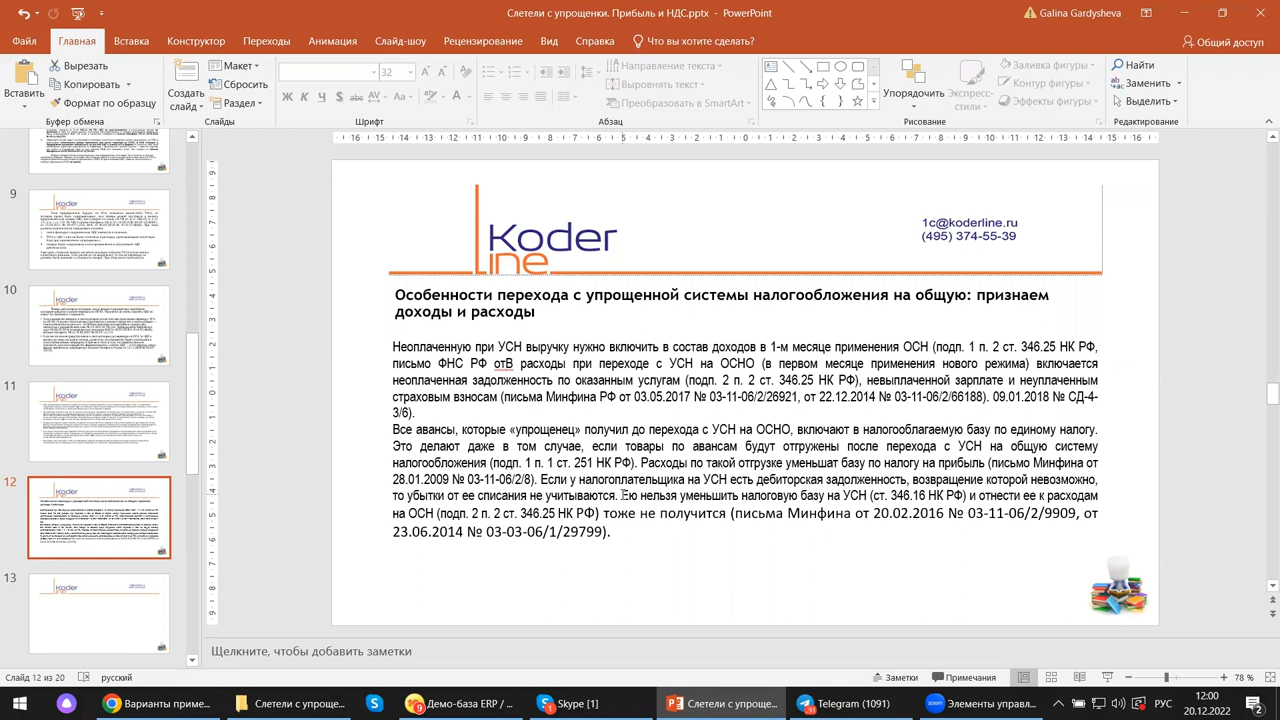 Слетели с упрощенки. Прибыль и НДС.pptx - PowerPoint
Galina Gardysheva
Файл Главная Вставка Конструктор Переходы Анимация Слайд-шоу Рецензирование Вид Справка Что вы хотите сделать? Общий доступ
Вставить
Вырезать
Копировать
Формат по образцу
Буфер обмена
Создать слайд
Макет
Сбросить
Раздел
Слайды
32
Шрифт
Направление текста
Выровнять текст
Преобразовать в SmartArt
Абзац
Упорядочить
Экспресс-стили
Заливка фигуры
Контур фигуры
Эффекты фигуры
Рисование
Найти
Заменить
Выделить
Редактирование
9
10
11
12
13
Koder
line
1c@koderline.ru
(495) 374-55-39
Особенности перехода с упрощенной системы налогообложения на общую: признаем
доходы и расходы
Неоплаченную при УСН выручку нужно включить в состав доходов в 1-м месяце применения ОСН (подп. 1 п. 2 ст. 346.25 НК РФ,
письмо ФНС РФ отВ расходы при переходе с УСН на ОСНО (в первом месяце применения нового режима) включается
неоплаченная задолженность по оказанным услугам (подп. 2 п. 2 ст. 346.25 НК РФ), невыплаченной зарплате и неуплаченным
страховым взносам (письма Минфина РФ от 03.05.2017 № 03-11-06/2/26921, от 22.12.2014 № 03-11-06/2/66188). 09.01.2018 № СД-4-
3/6).
Все авансы, которые «упрощенец» получил до перехода с УСН на ОСНО, включают в налогооблагаемую базу по единому налогу.
Это делают даже в том случае, если товары по авансам будут отгружены после перехода с УСН на общую систему
налогообложения (подп. 1 п. 1 ст. 251 НК РФ). Расходы по такой отгрузке уменьшат базу по налогу на прибыль (письмо Минфина от
28.01.2009 № 03-11-06/2/8). Если у налогоплательщика на УСН есть дебиторская задолженность, возвращение которой невозможно,
то убытки от ее списания не учитываются. Ею нельзя уменьшить налоговую базу на УСН (ст. 346.16 НК РФ) и отнести ее к расходам
на ОСН (подп. 2 п. 2 ст. 346.25 НК РФ) тоже не получится (письма Минфина от 20.02.2016 № 03-11-06/2/9909, от
23.06.2014 № 03-03-06/1/29799).
Щелкните, чтобы добавить заметки
Слайд 12 из 20 русский Заметки Примечания 78 %
Варианты приме... Слетели с упроще... Демо-база ERP / ... Skype [1] Слетели с упроще... Telegram (1091) Элементы управл... РУС
12:00
20.12.2022